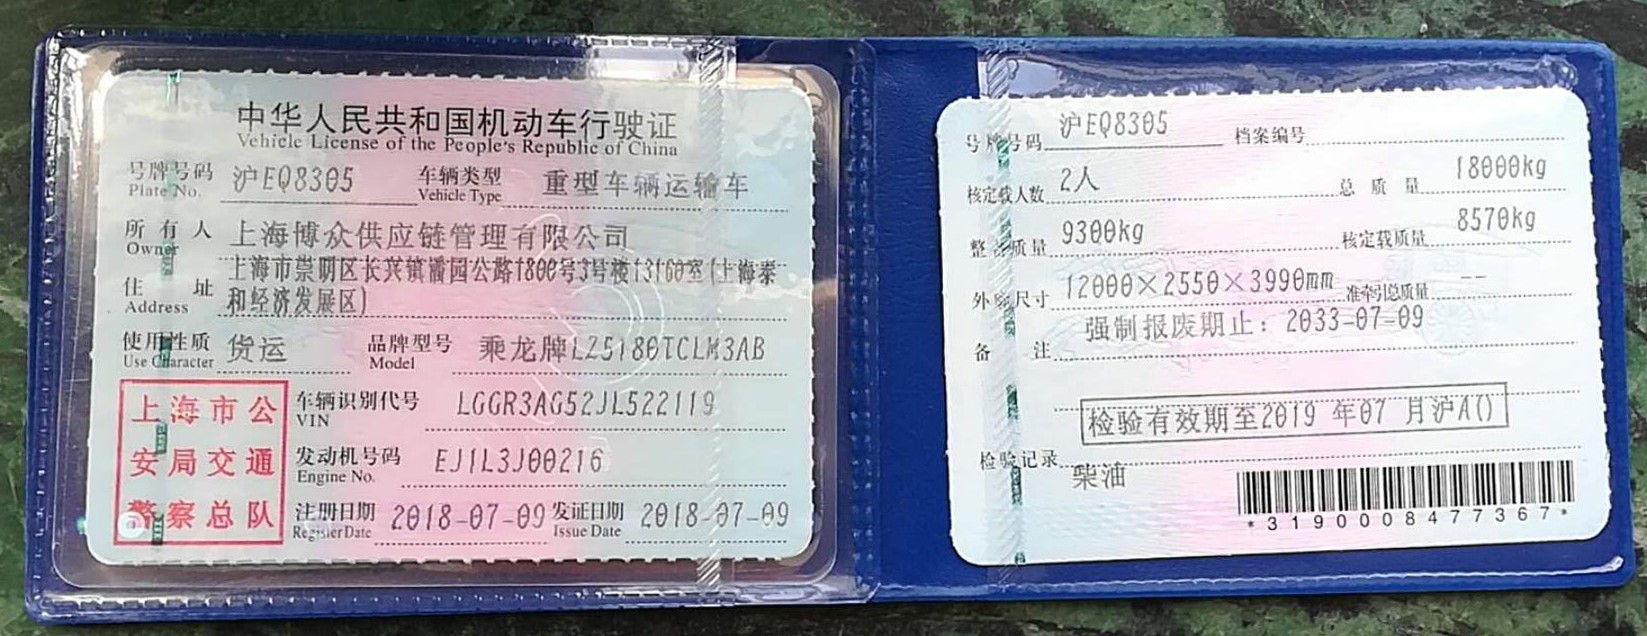 中华人民共和国机动车行驶证
Vehicle License of the People's Republic of China
号牌号码 沪EQ8305 车辆类型 重型车辆运输车
Plate No. Vehicle Type
所有人 上海博众供应链管理有限公司
Owner
住址 上海市崇明区长兴镇潘园公路1800号3号楼13160室(上海泰
Address 和经济发展区)
使用性质 货运 品牌型号 乘龙牌LZ5180TCLM3AB
Use Character Model
上海市公
安局交通
警察总队
车辆识别代号 LGGR3AG52JL522119
VIN
发动机号码 EJ1L3J00216
Engine No.
注册日期 2018-07-09 发证日期 2018-07-09
Register Date Issue Date
号牌号码 沪EQ8305 档案编号
核定载人数 2人 总质量 18000kg
整备质量 9300kg 核定载质量 8570kg
外廓尺寸 12000×2550×3990mm 准牵引总质量 --
备注 强制报废期止：2033-07-09
检验有效期至2019 年07 月沪A()
检验记录
柴油
*3190008477367*